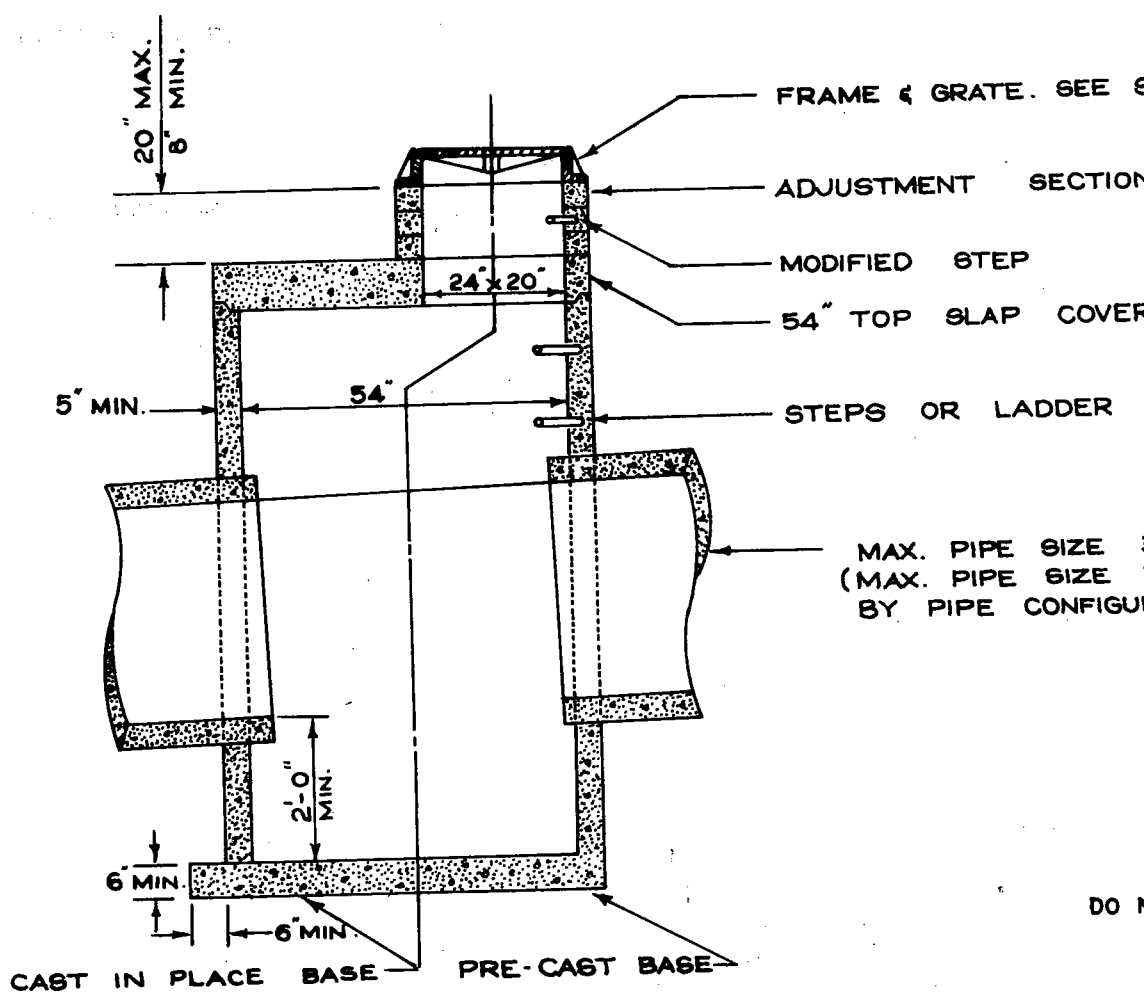 20" MAX.
8" MIN.
FRAME & GRATE. SEE S
ADJUSTMENT SECTION
MODIFIED STEP
24" x 20"
54" TOP SLAP COVER
5" MIN.
54"
STEPS OR LADDER
MAX. PIPE SIZE
(MAX. PIPE SIZE
BY PIPE CONFIGU
2'-0"
MIN.
6" MIN.
6" MIN.
DO N
CAST IN PLACE BASE
PRE-CAST BASE